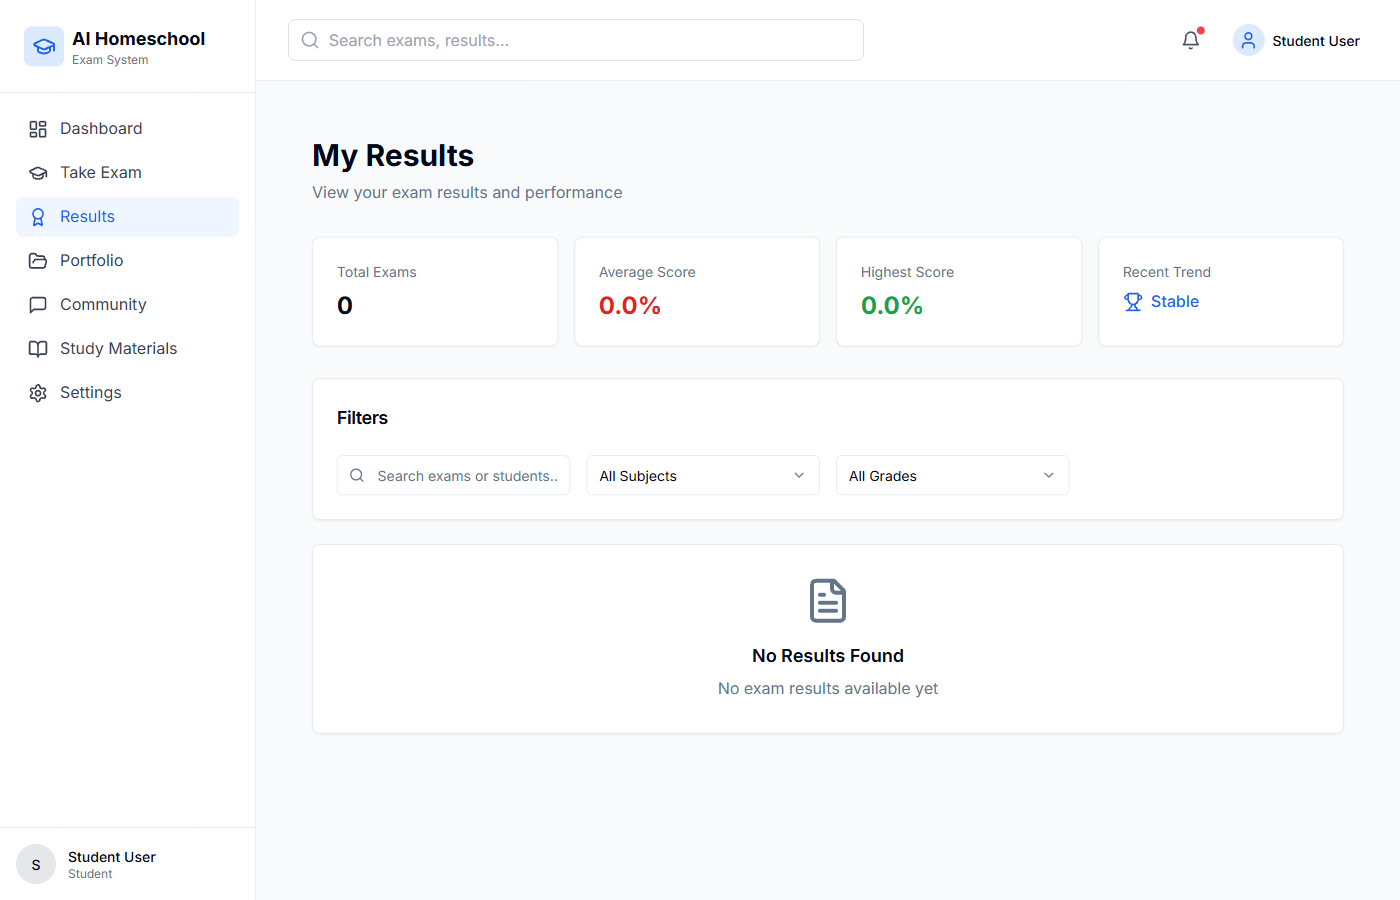 AI Homeschool
Exam System
Search exams, results...
Student User
Dashboard
Take Exam
Results
Portfolio
Community
Study Materials
Settings
My Results
View your exam results and performance
Total Exams
0
Average Score
0.0%
Highest Score
0.0%
Recent Trend
Stable
Filters
Search exams or students..
All Subjects
All Grades
No Results Found
No exam results available yet
S
Student User
Student